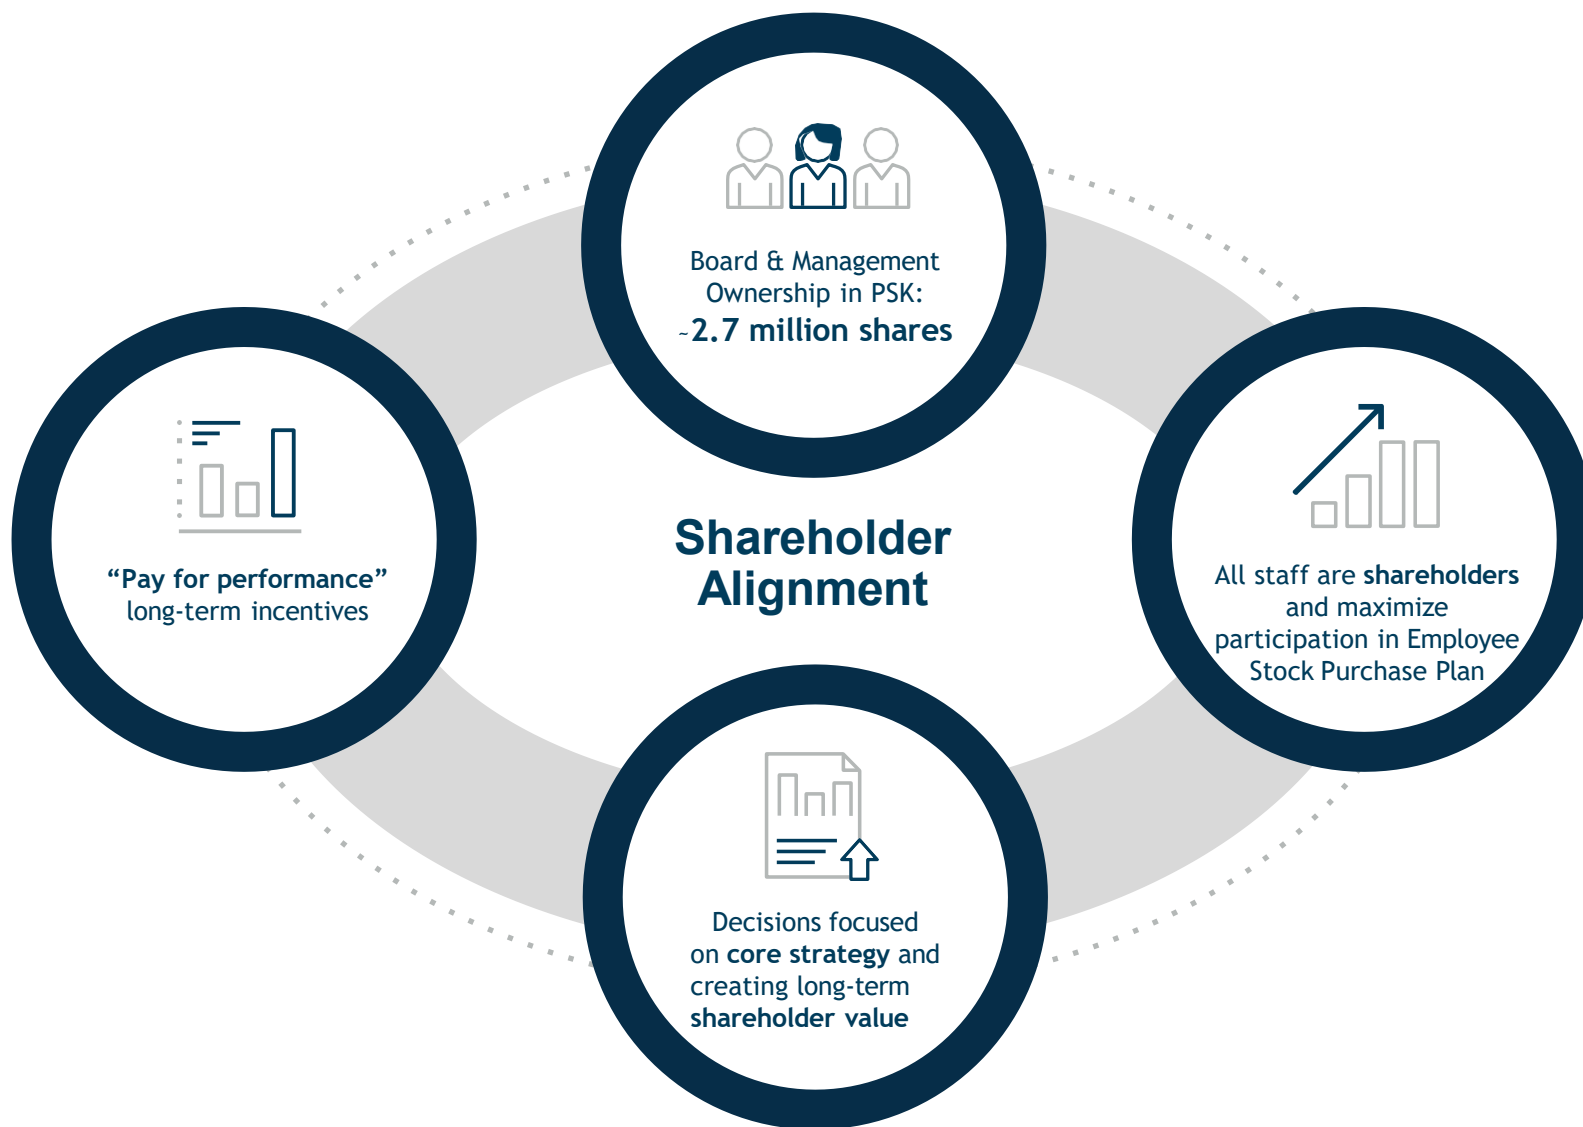 Board & Management
Ownership in PSK:
~2.7 million shares
“Pay for performance”
long-term incentives
Shareholder
Alignment
All staff are shareholders
and maximize
participation in Employee
Stock Purchase Plan
Decisions focused
on core strategy and
creating long-term
shareholder value